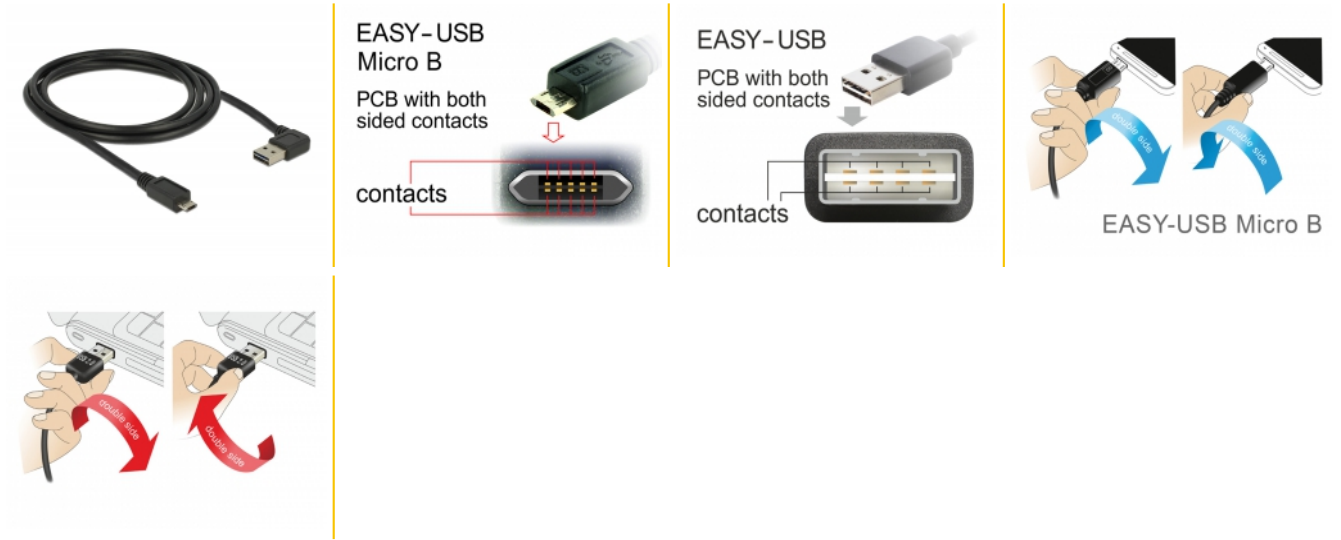 EASY-USB
Micro B
PCB with both
sided contacts
contacts
EASY-USB
PCB with both
sided contacts
contacts
double side
double side
EASY-USB Micro B
double side
double side